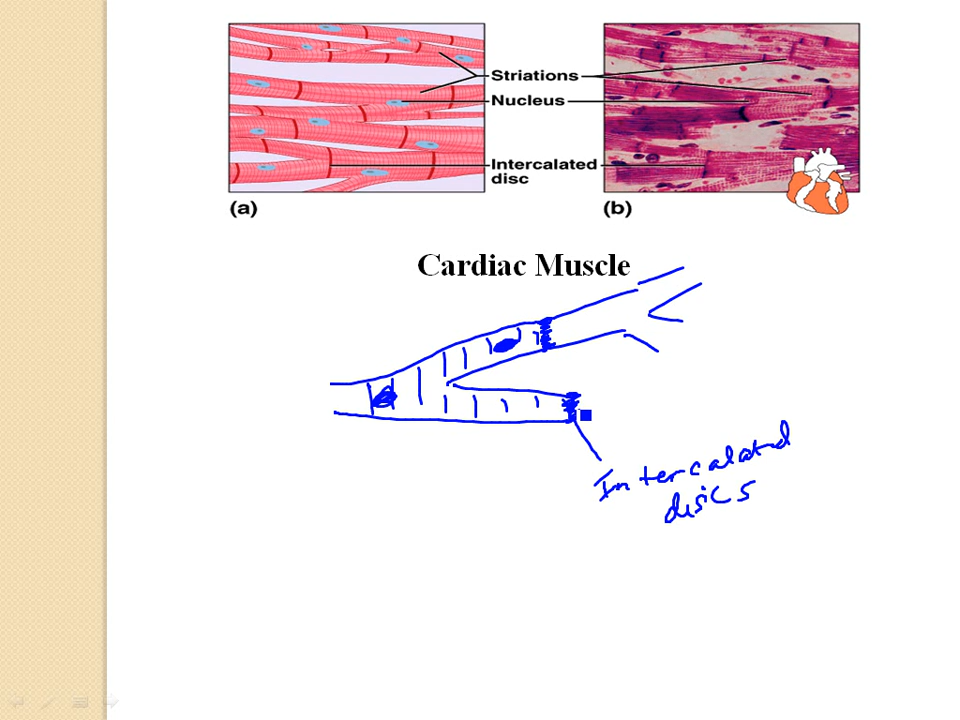 Striations
Nucleus
Intercalated
disc
(a)
(b)
Cardiac Muscle
Intercalated
discs